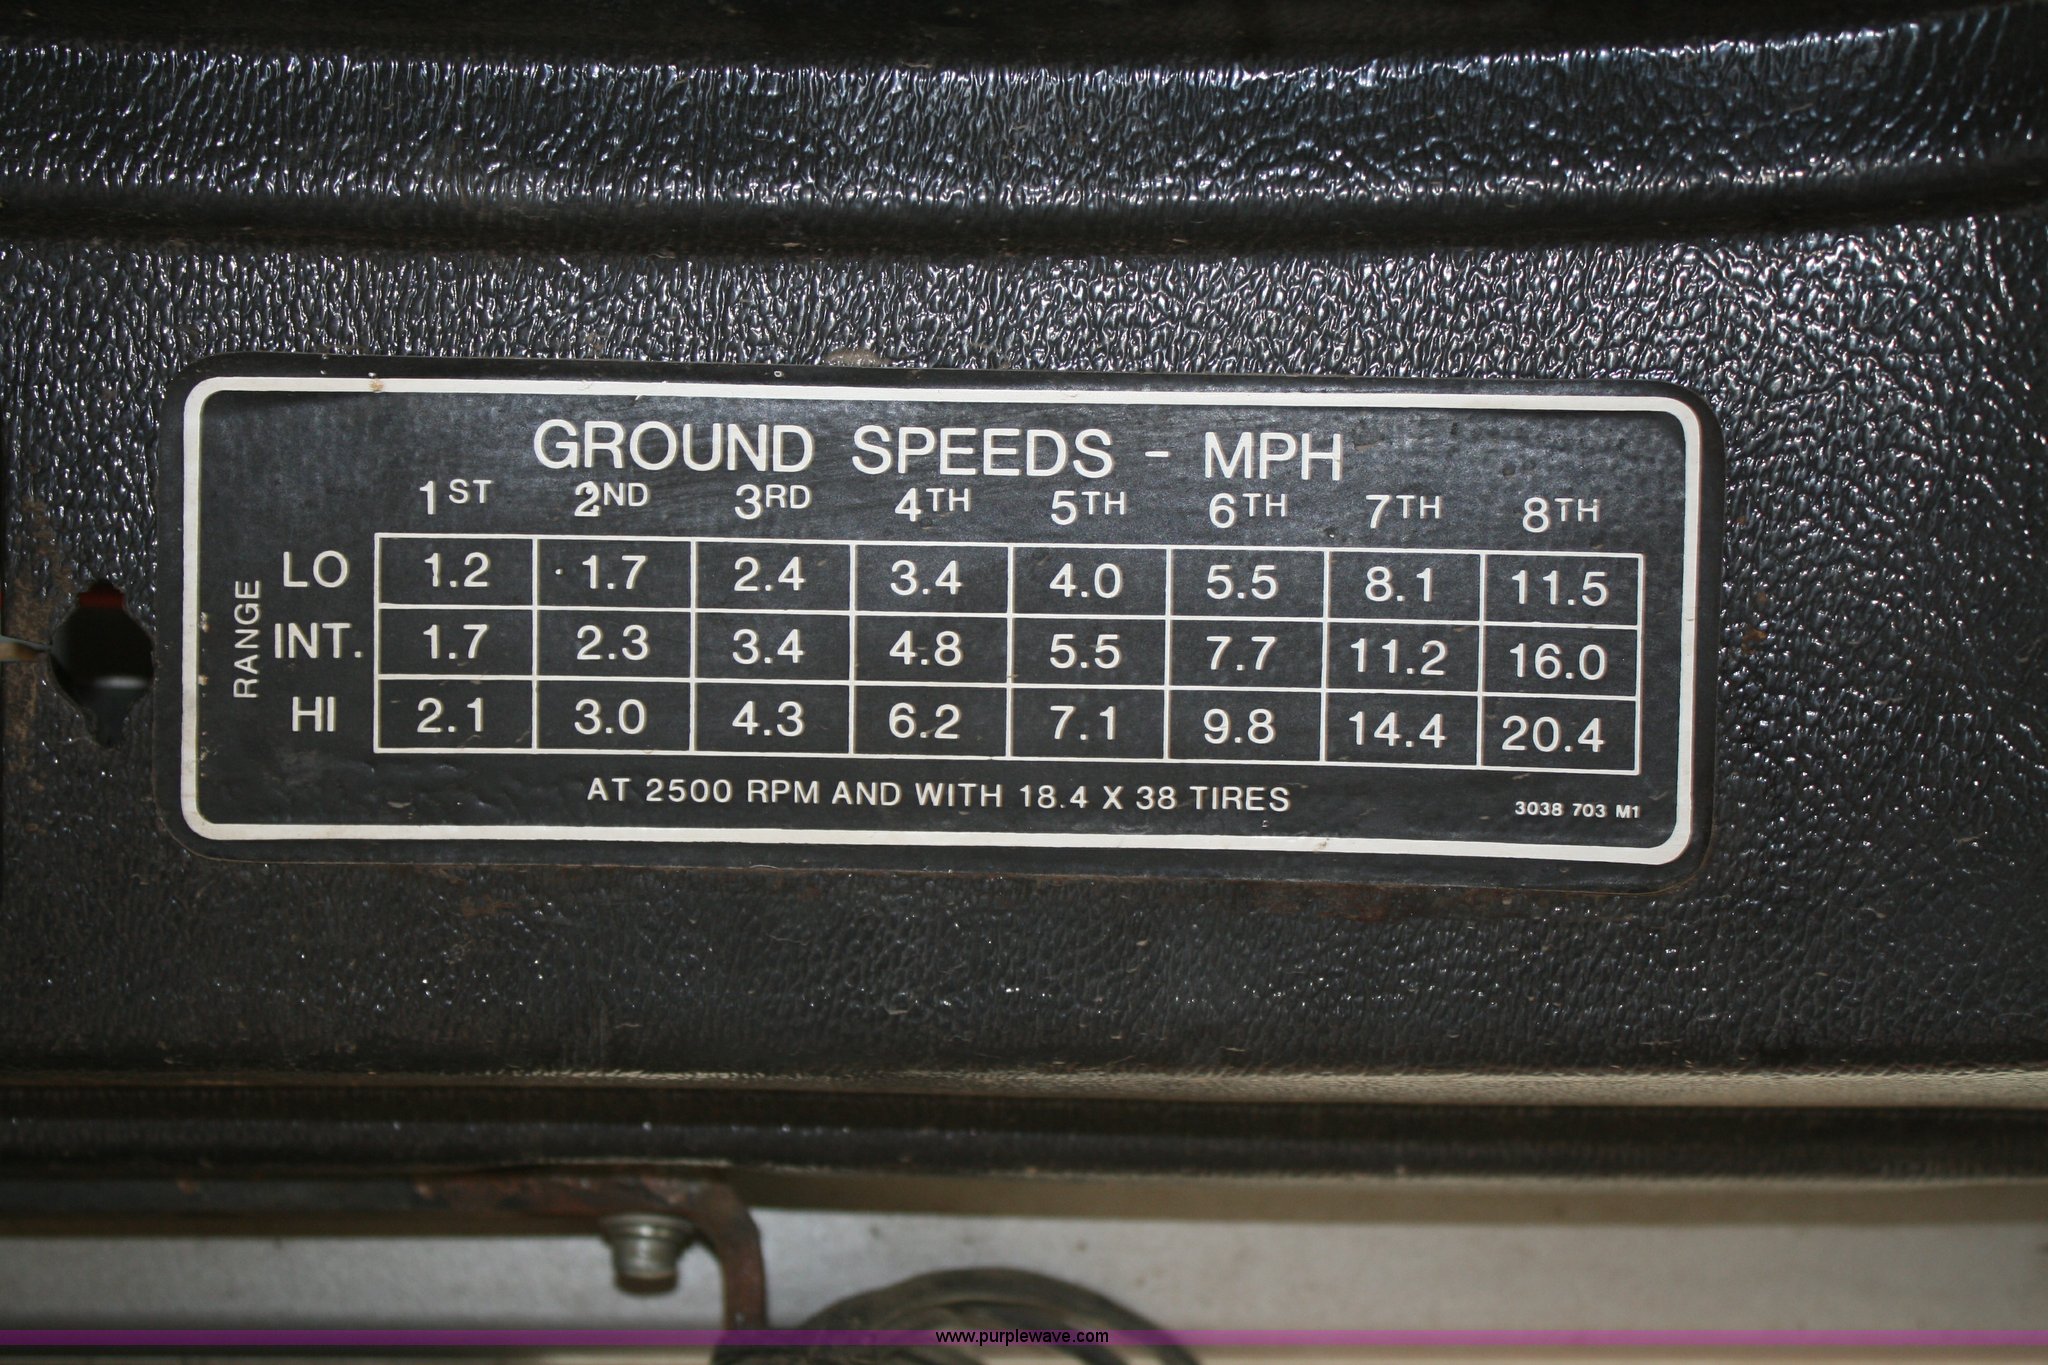 GROUND SPEEDS - MPH
1ST 2ND 3RD 4TH 5TH 6TH 7TH 8TH
RANGE
LO 1.2 1.7 2.4 3.4 4.0 5.5 8.1 11.5
INT. 1.7 2.3 3.4 4.8 5.5 7.7 11.2 16.0
HI 2.1 3.0 4.3 6.2 7.1 9.8 14.4 20.4
AT 2500 RPM AND WITH 18.4 X 38 TIRES
3038 703 M1
www.purplewave.com